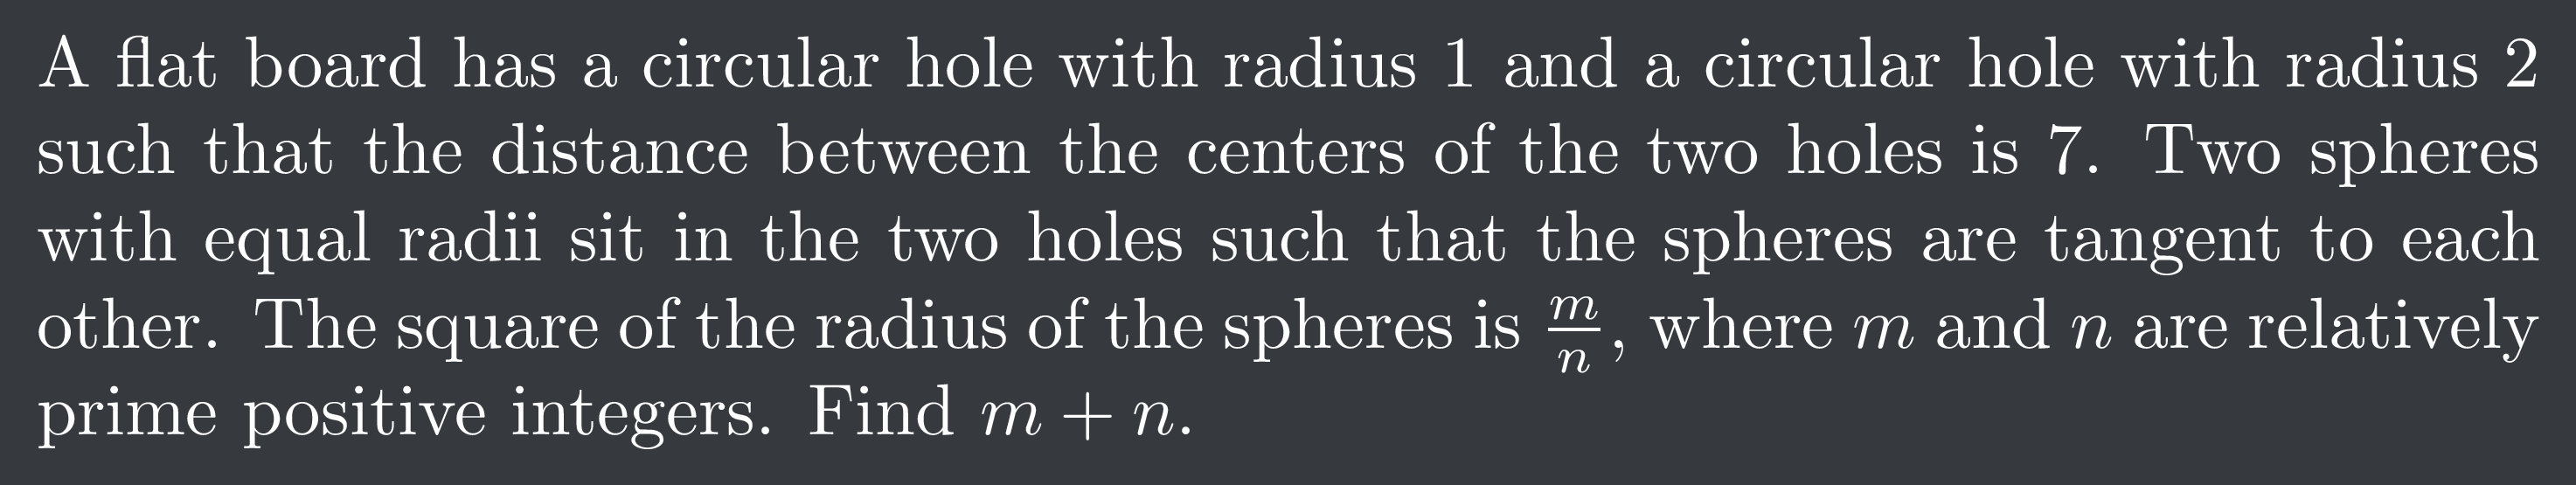 A flat board has a circular hole with radius 1 and a circular hole with radius 2
such that the distance between the centers of the two holes is 7. Two spheres
with equal radii sit in the two holes such that the spheres are tangent to each
other. The square of the radius of the spheres is $\frac{m}{n}$, where $m$ and $n$ are relatively
prime positive integers. Find $m + n$.